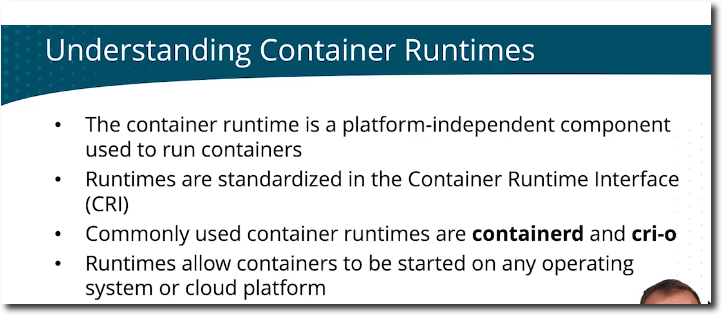 Understanding Container Runtimes
• The container runtime is a platform-independent component
used to run containers
• Runtimes are standardized in the Container Runtime Interface
(CRI)
• Commonly used container runtimes are containerd and cri-o
• Runtimes allow containers to be started on any operating
system or cloud platform